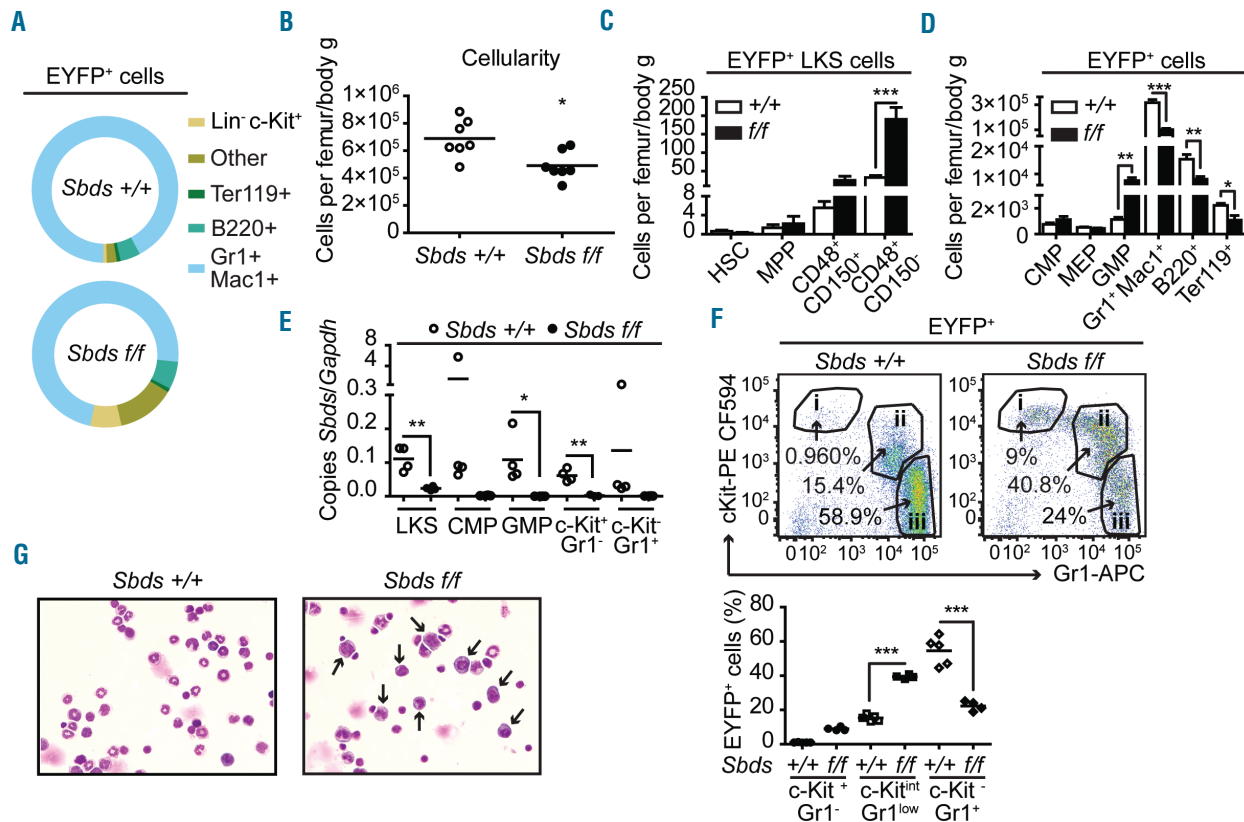 A
EYFP⁺ cells
Sbds +/+
Sbds f/f
Lin⁻ c-Kit⁺
Other
Ter119+
B220+
Gr1+
Mac1+
B
Cellularity
Cells per femur/body g
1×10⁶
8×10⁵
6×10⁵
4×10⁵
2×10⁵
0
*
Sbds +/+
Sbds f/f
C
EYFP⁺ LKS cells
Cells per femur/body g
+/+
f/f
***
250
200
150
100
50
8
4
0
HSC
MPP
CD48⁺
CD150⁺
CD48⁺
CD150⁻
D
EYFP⁺ cells
Cells per femur/body g
+/+
f/f
***
**
**
*
3×10⁵
1×10⁵
2×10⁴
1×10⁴
2×10³
0
CMP
MEP
GMP
Gr1⁺ Mac1⁺
B220⁺
Ter119⁺
E
Sbds +/+
Sbds f/f
Copies Sbds/Gapdh
8
4
0.3
0.2
0.1
0.0
**
*
**
LKS
CMP
GMP
c-Kit⁺
Gr1⁻
c-Kit⁻
Gr1⁺
F
EYFP⁺
Sbds +/+
Sbds f/f
cKit-PE CF594
10⁵
10⁴
10³
10²
0
i
ii
iii
0.960%
15.4%
58.9%
0 10² 10³ 10⁴ 10⁵
10⁵
10⁴
10³
10²
0
i
ii
iii
9%
40.8%
24%
0 10² 10³ 10⁴ 10⁵
Gr1-APC
EYFP⁺ cells (%)
80
60
40
20
0
***
***
Sbds +/+ f/f +/+ f/f +/+ f/f
c-Kit ⁺
Gr1⁻
c-Kitⁱⁿᵗ
Gr1ˡᵒʷ
c-Kit ⁻
Gr1⁺
G
Sbds +/+
Sbds f/f